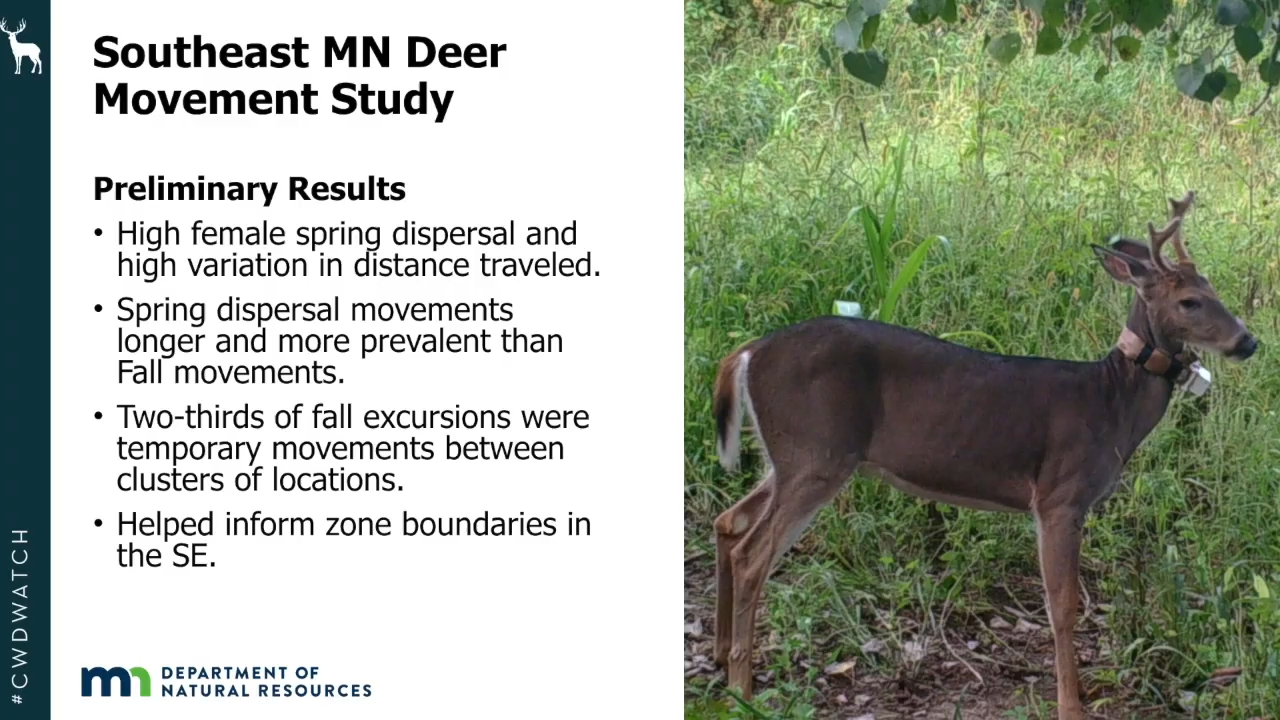 Southeast MN Deer
Movement Study
Preliminary Results
• High female spring dispersal and
high variation in distance traveled.
• Spring dispersal movements
longer and more prevalent than
Fall movements.
• Two-thirds of fall excursions were
temporary movements between
clusters of locations.
• Helped inform zone boundaries in
the SE.
#CWDWATCH
mn DEPARTMENT OF
NATURAL RESOURCES